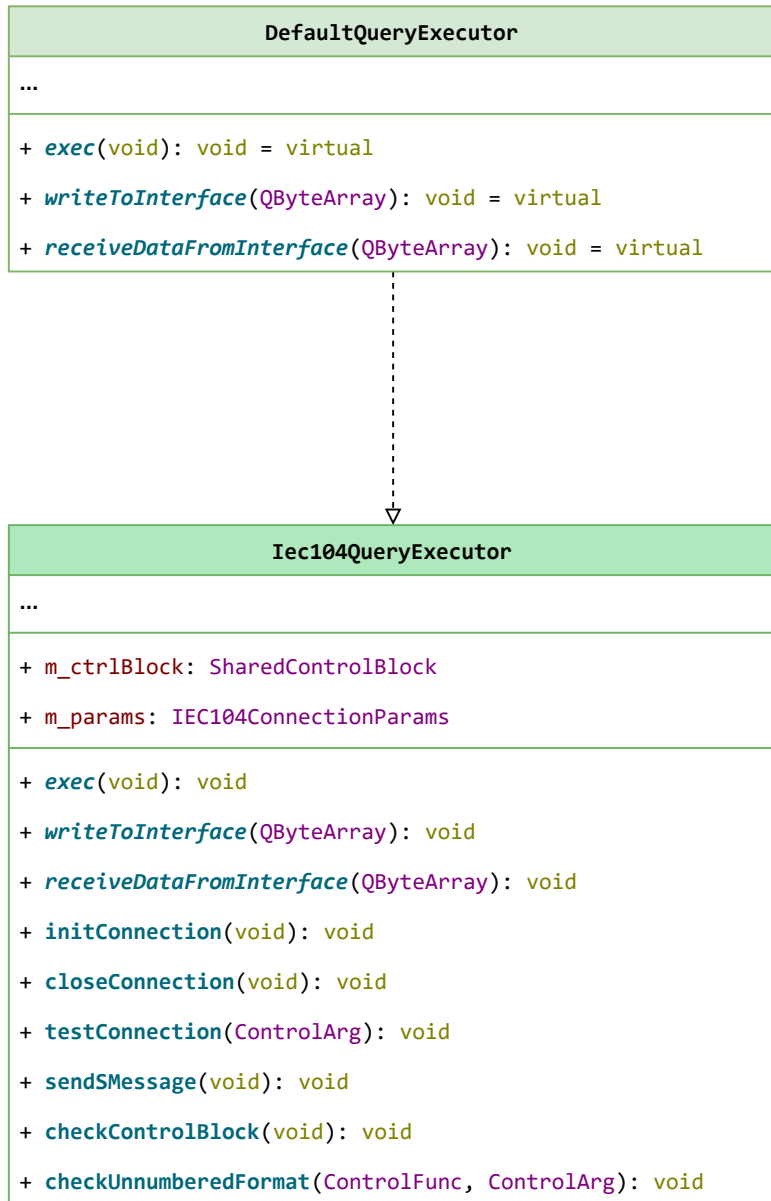 DefaultQueryExecutor
...
+ exec(void): void = virtual
+ writeToInterface(QByteArray): void = virtual
+ receiveDataFromInterface(QByteArray): void = virtual
Iec104QueryExecutor
...
+ m_ctrlBlock: SharedControlBlock
+ m_params: IEC104ConnectionParams
+ exec(void): void
+ writeToInterface(QByteArray): void
+ receiveDataFromInterface(QByteArray): void
+ initConnection(void): void
+ closeConnection(void): void
+ testConnection(ControlArg): void
+ sendSMessage(void): void
+ checkControlBlock(void): void
+ checkUnnumberedFormat(ControlFunc, ControlArg): void